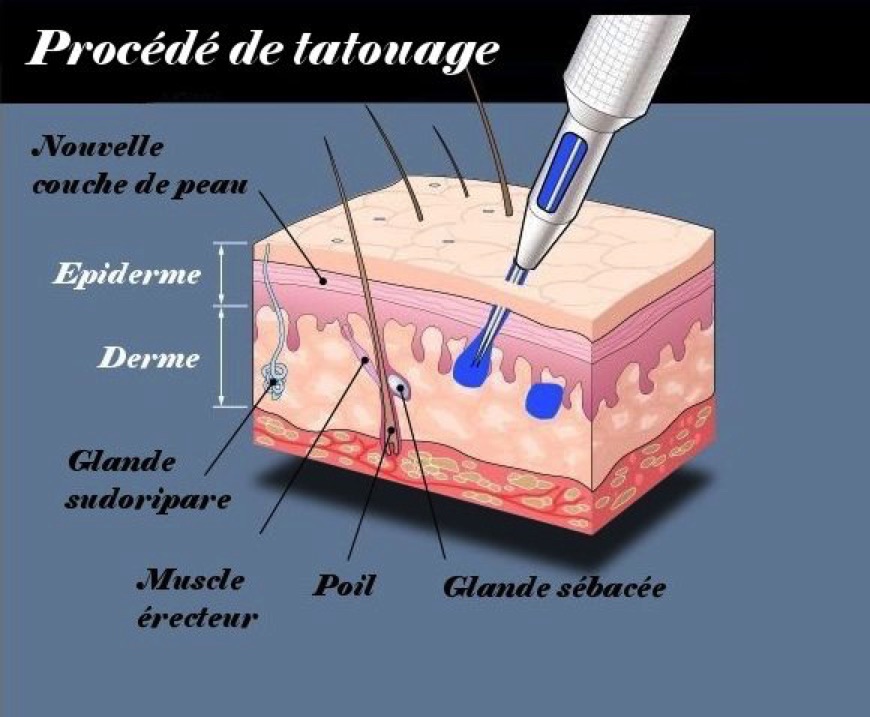 Procédé de tatouage
Nouvelle
couche de peau
Epiderme
Derme
Glande
sudoripare
Muscle
érecteur
Poil
Glande sébacée